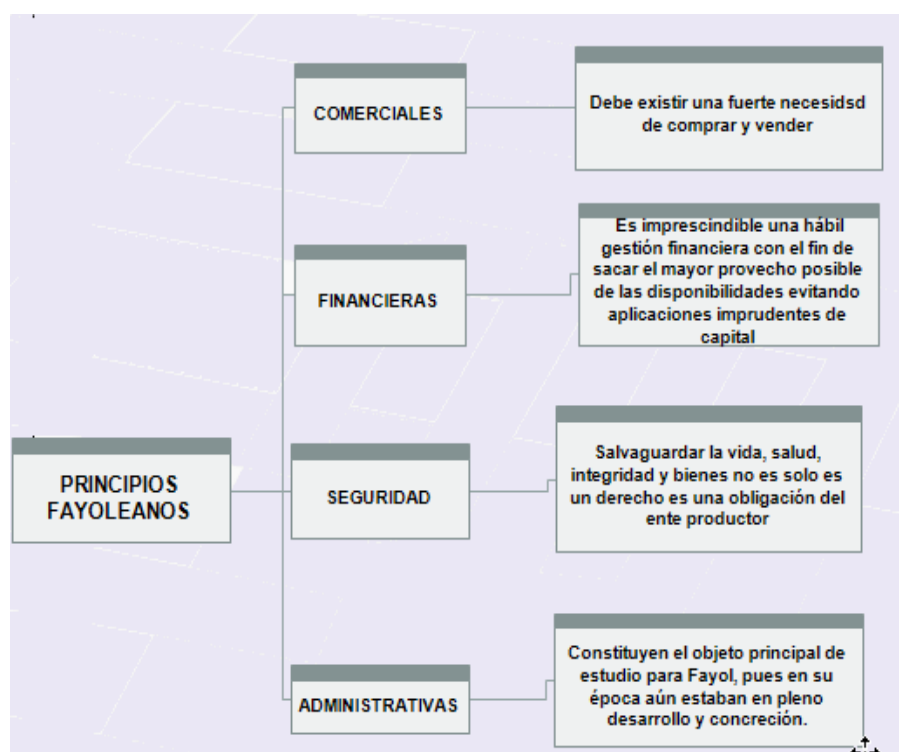 COMERCIALES
Debe existir una fuerte necesidsd
de comprar y vender
FINANCIERAS
Es imprescindible una hábil
gestión financiera con el fin de
sacar el mayor provecho posible
de las disponibilidades evitando
aplicaciones imprudentes de
capital
PRINCIPIOS
FAYOLEANOS
SEGURIDAD
Salvaguardar la vida, salud,
integridad y bienes no es solo es
un derecho es una obligación del
ente productor
ADMINISTRATIVAS
Constituyen el objeto principal de
estudio para Fayol, pues en su
época aún estaban en pleno
desarrollo y concreción.